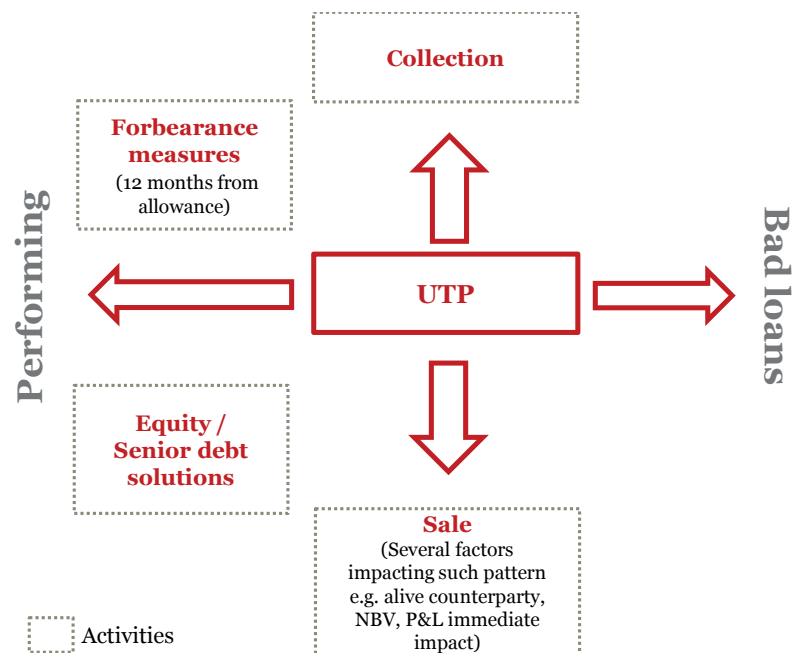 Collection
Forbearance
measures
(12 months from
allowance)
Performing
UTP
Bad loans
Equity /
Senior debt
solutions
Sale
(Several factors
impacting such pattern
e.g. alive counterparty,
NBV, P&L immediate
impact)
Activities